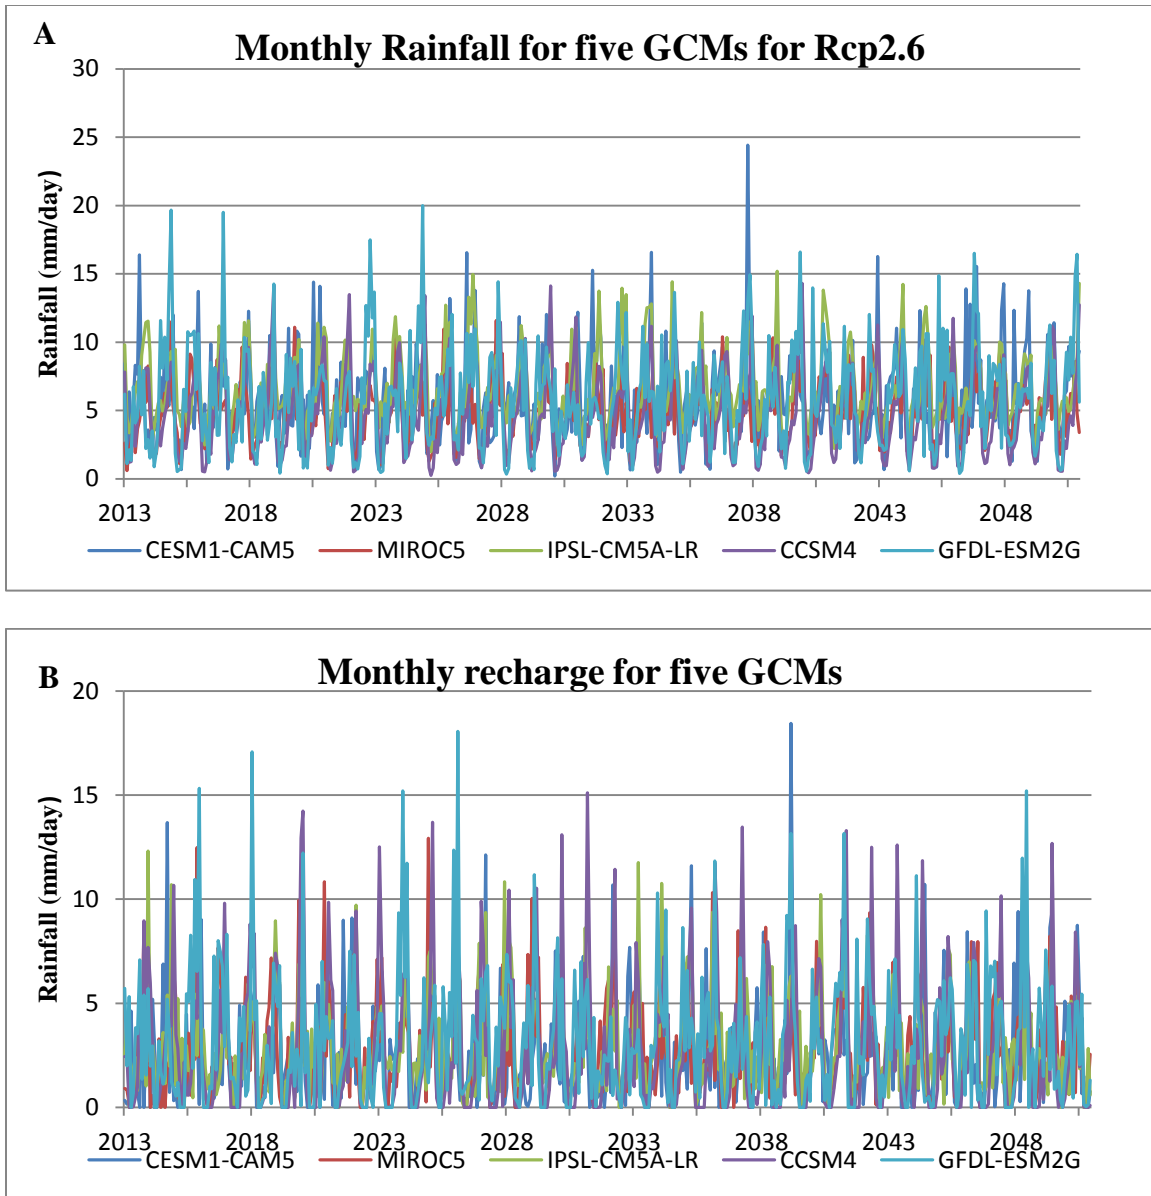 A
Monthly Rainfall for five GCMs for Rcp2.6
Rainfall (mm/day)
30
25
20
15
10
5
0
2013 2018 2023 2028 2033 2038 2043 2048
CESM1-CAM5 MIROC5 IPSL-CM5A-LR CCSM4 GFDL-ESM2G
B
Monthly recharge for five GCMs
Rainfall (mm/day)
20
15
10
5
0
2013 2018 2023 2028 2033 2038 2043 2048
CESM1-CAM5 MIROC5 IPSL-CM5A-LR CCSM4 GFDL-ESM2G